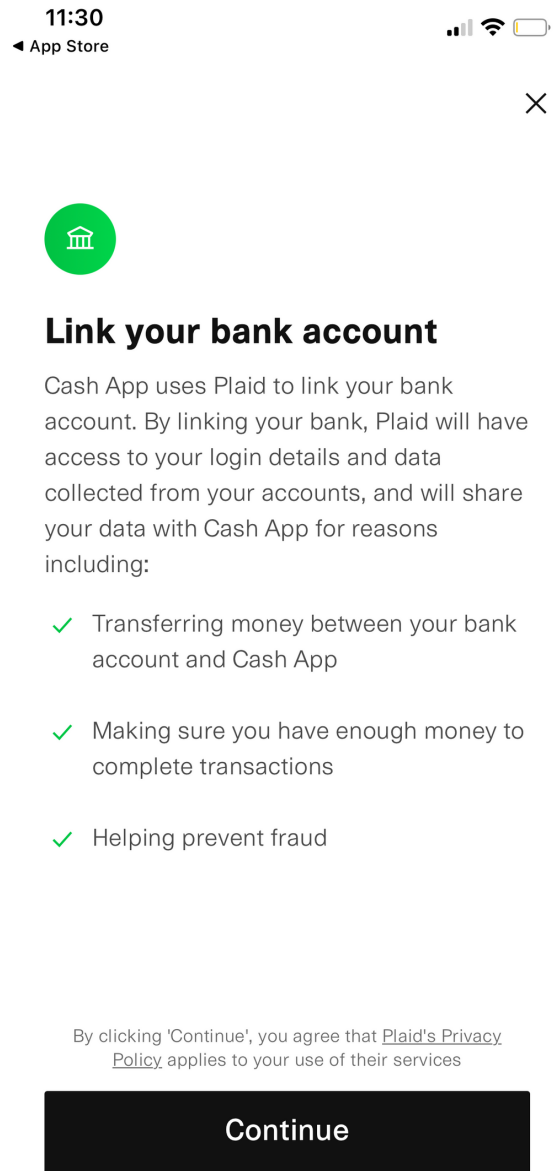 11:30
◀ App Store
Link your bank account
Cash App uses Plaid to link your bank
account. By linking your bank, Plaid will have
access to your login details and data
collected from your accounts, and will share
your data with Cash App for reasons
including:
Transferring money between your bank
account and Cash App
Making sure you have enough money to
complete transactions
Helping prevent fraud
By clicking 'Continue', you agree that Plaid's Privacy
Policy applies to your use of their services
Continue